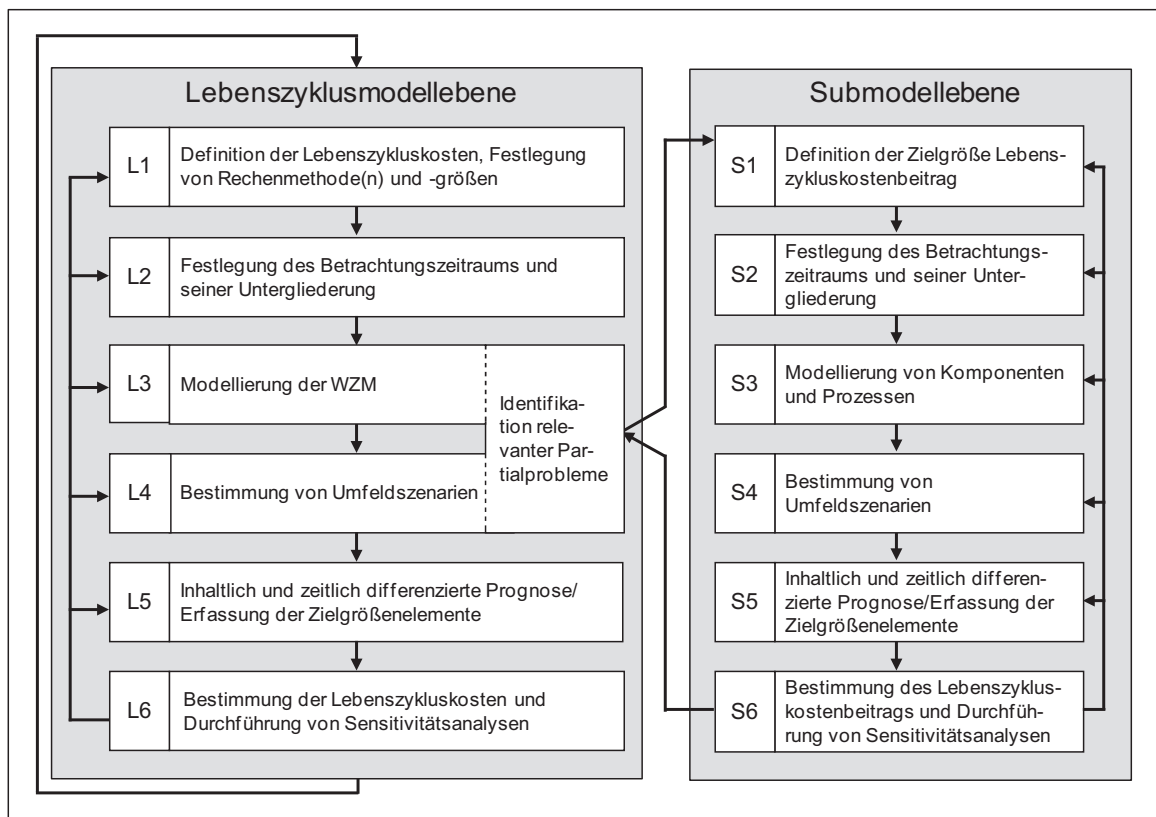 Lebenszyklusmodellebene
L1
Definition der Lebenszykluskosten, Festlegung
von Rechenmethode(n) und -größen
L2
Festlegung des Betrachtungszeitraums und
seiner Untergliederung
L3
Modellierung der WZM
Identifika-
tion rele-
vanter Par-
tialprobleme
L4
Bestimmung von Umfeldszenarien
L5
Inhaltlich und zeitlich differenzierte Prognose/
Erfassung der Zielgrößenelemente
L6
Bestimmung der Lebenszykluskosten und
Durchführung von Sensitivitätsanalysen
Submodellebene
S1
Definition der Zielgröße Lebens-
zykluskostenbeitrag
S2
Festlegung des Betrachtungs-
zeitraums und seiner Unter-
gliederung
S3
Modellierung von Komponenten
und Prozessen
S4
Bestimmung von
Umfeldszenarien
S5
Inhaltlich und zeitlich differen-
zierte Prognose/Erfassung der
Zielgrößenelemente
S6
Bestimmung des Lebenszyklus-
kostenbeitrags und Durchfüh-
rung von Sensitivitätsanalysen